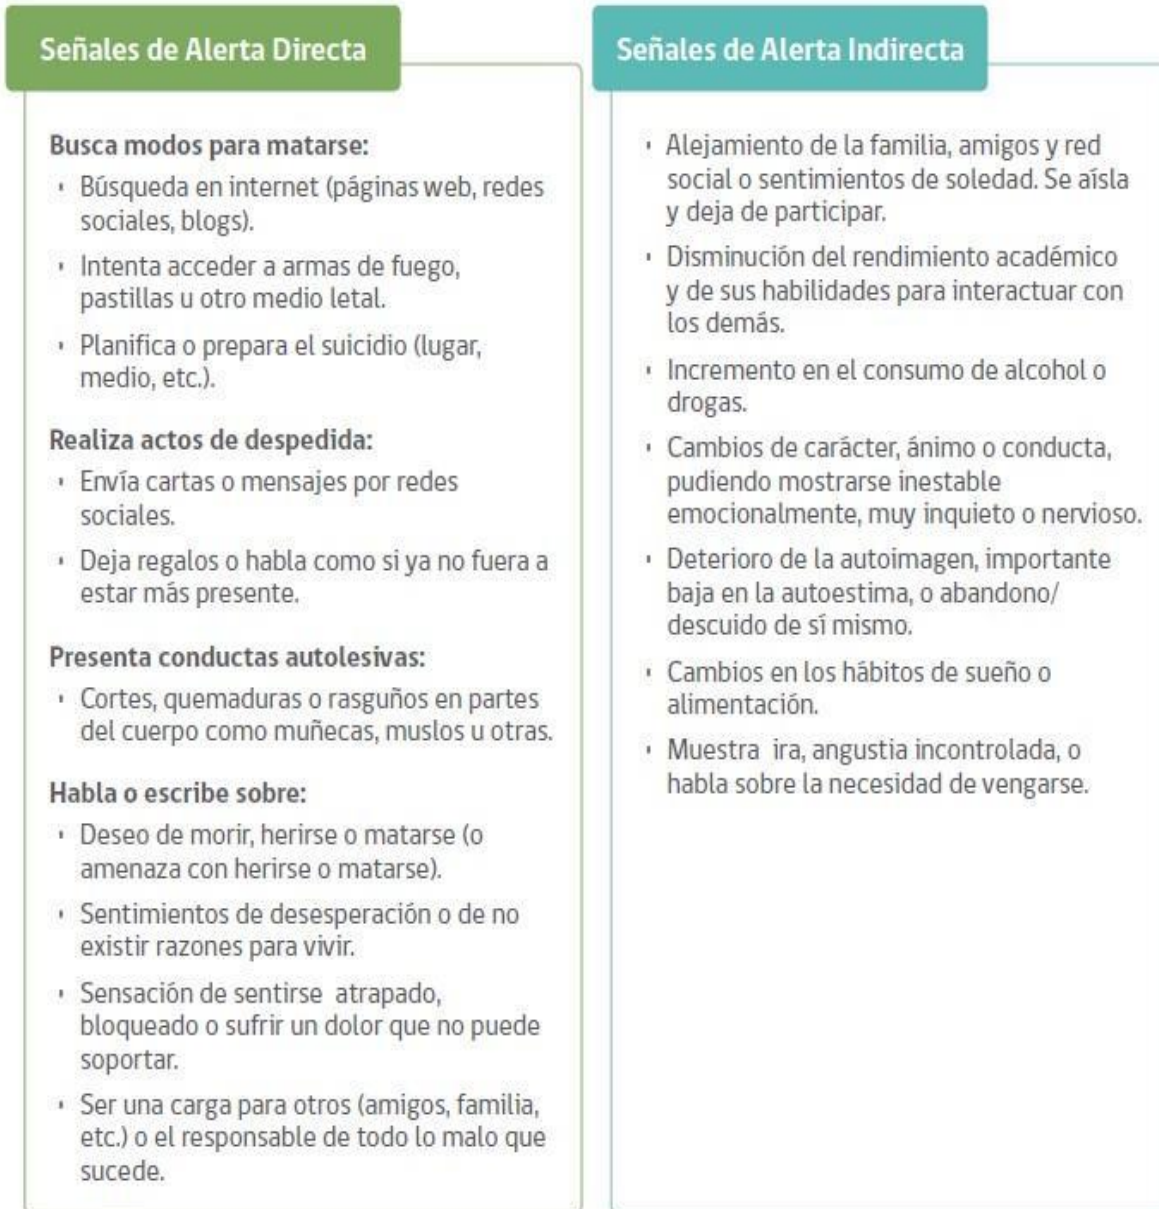 Señales de Alerta Directa
Busca modos para matarse:
Búsqueda en internet (páginas web, redes
sociales, blogs).
Intenta acceder a armas de fuego,
pastillas u otro medio letal.
Planifica o prepara el suicidio (lugar,
medio, etc.).
Realiza actos de despedida:
Envía cartas o mensajes por redes
sociales.
Deja regalos o habla como si ya no fuera a
estar más presente.
Presenta conductas autolesivas:
Cortes, quemaduras o rasguños en partes
del cuerpo como muñecas, muslos u otras.
Habla o escribe sobre:
Deseo de morir, herirse o matarse (o
amenaza con herirse o matarse).
Sentimientos de desesperación o de no
existir razones para vivir.
Sensación de sentirse atrapado,
bloqueado o sufrir un dolor que no puede
soportar.
Ser una carga para otros (amigos, familia,
etc.) o el responsable de todo lo malo que
sucede.
Señales de Alerta Indirecta
Alejamiento de la familia, amigos y red
social o sentimientos de soledad. Se aísla
y deja de participar.
Disminución del rendimiento académico
y de sus habilidades para interactuar con
los demás.
Incremento en el consumo de alcohol o
drogas.
Cambios de carácter, ánimo o conducta,
pudiendo mostrarse inestable
emocionalmente, muy inquieto o nervioso.
Deterioro de la autoimagen, importante
baja en la autoestima, o abandono/
descuido de sí mismo.
Cambios en los hábitos de sueño o
alimentación.
Muestra ira, angustia incontrolada, o
habla sobre la necesidad de vengarse.